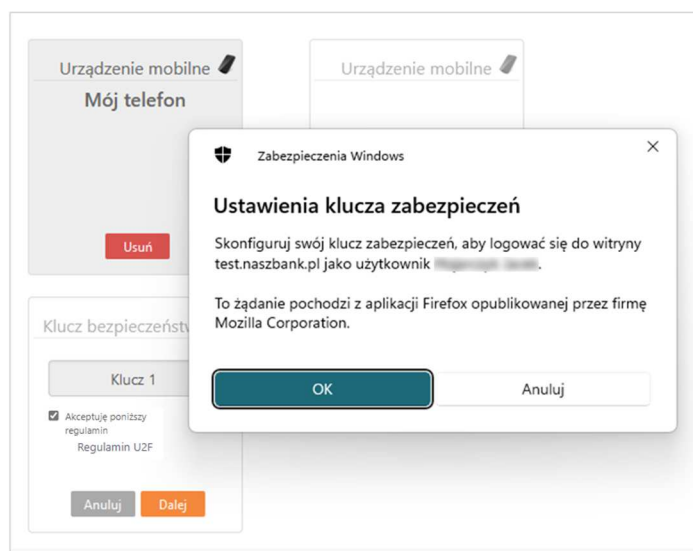 Urządzenie mobilne
Mój telefon
Usuń
Urządzenie mobilne
Zabezpieczenia Windows
Ustawienia klucza zabezpieczeń
Skonfiguruj swój klucz zabezpieczeń, aby logować się do witryny
test.naszbank.pl jako użytkownik .
To żądanie pochodzi z aplikacji Firefox opublikowanej przez firmę
Mozilla Corporation.
OK
Anuluj
Klucz 1
Akceptuję poniższy
regulamin
Regulamin U2F
Anuluj
Dalej